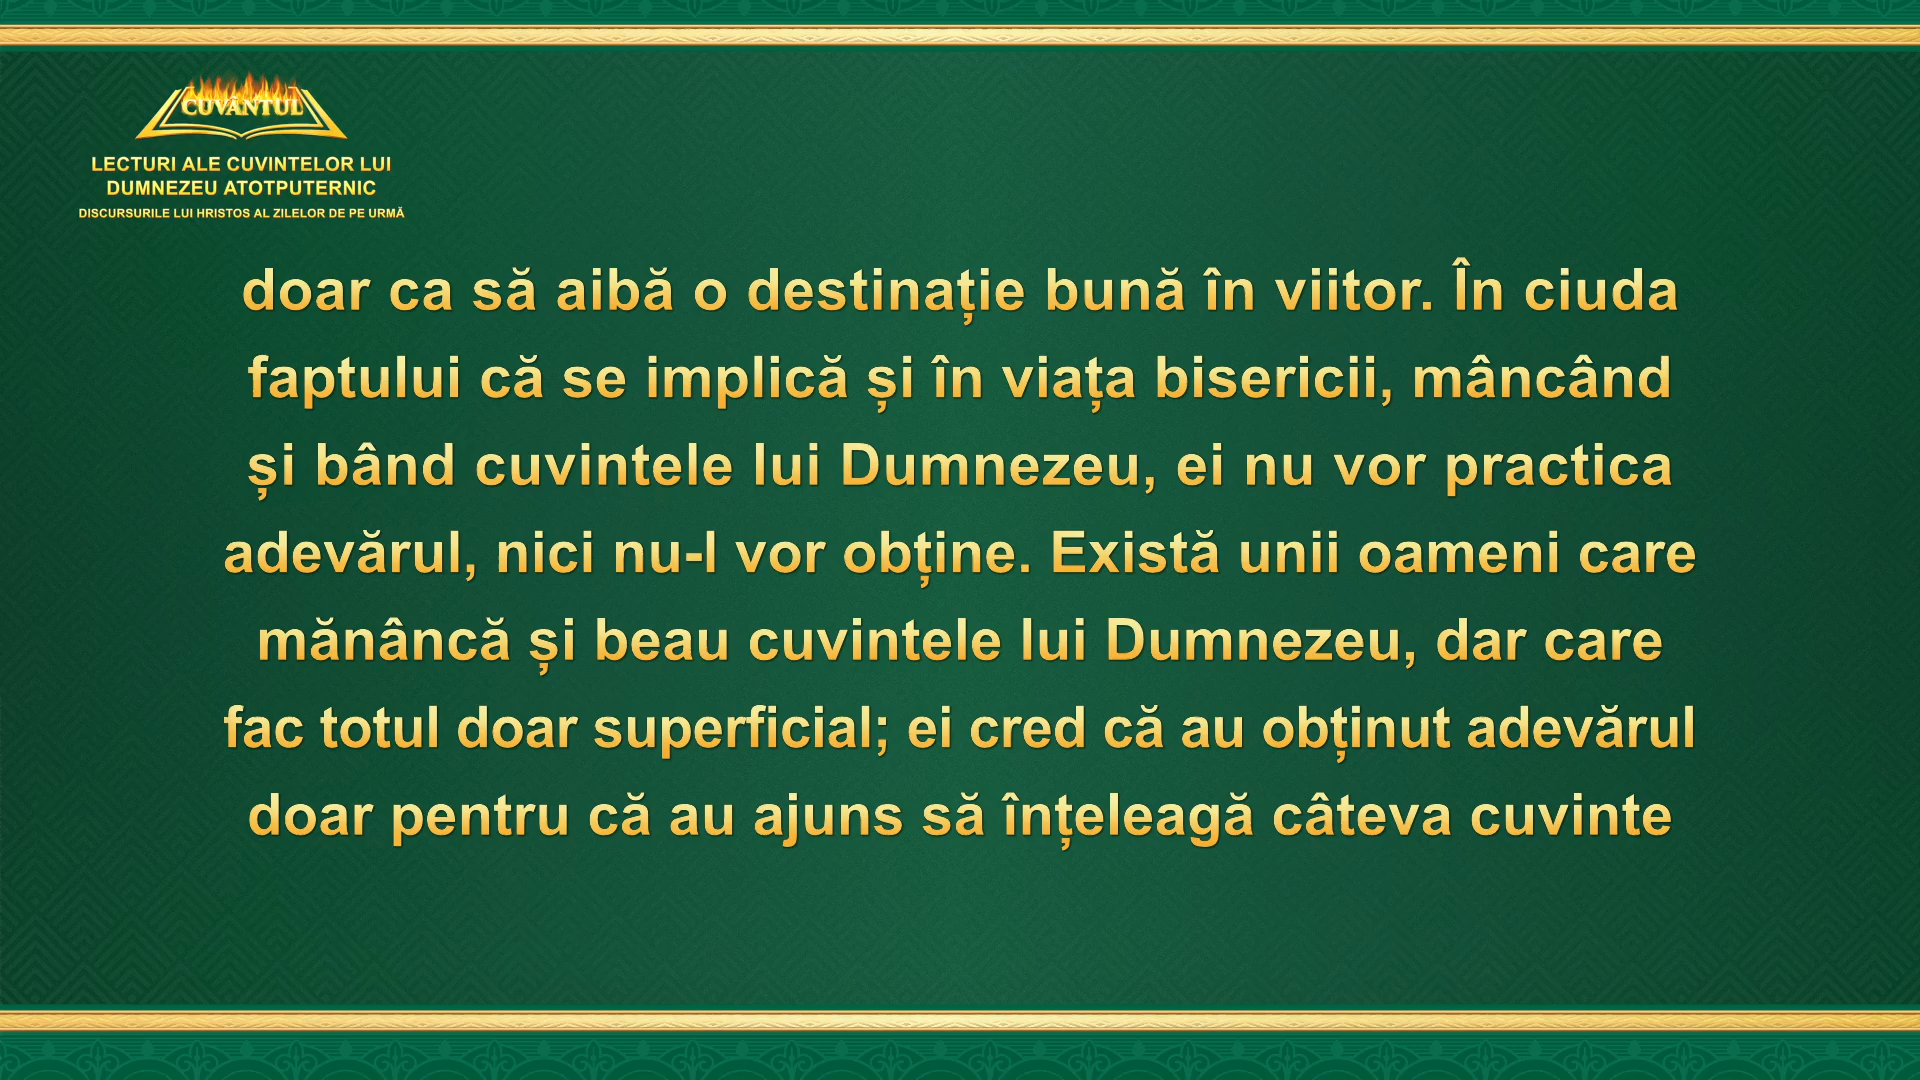 CUVÂNTUL
LECTURI ALE CUVINTELOR LUI
DUMNEZEU ATOTPUTERNIC
DISCURSURILE LUI HRISTOS AL ZILELOR DE PE URMĂ
doar ca să aibă o destinație bună în viitor. În ciuda
faptului că se implică și în viața bisericii, mâncând
și bând cuvintele lui Dumnezeu, ei nu vor practica
adevărul, nici nu-l vor obține. Există unii oameni care
mănâncă și beau cuvintele lui Dumnezeu, dar care
fac totul doar superficial; ei cred că au obținut adevărul
doar pentru că au ajuns să înțeleagă câteva cuvinte